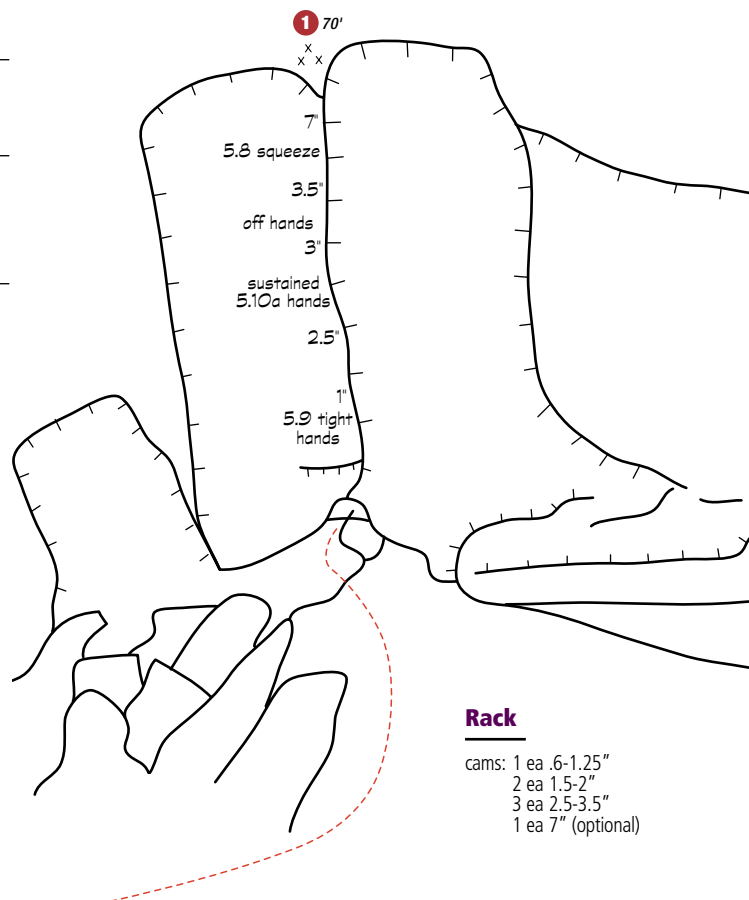 1 70'
x
x x
7"
5.8 squeeze
3.5"
off hands
3"
sustained
5.10a hands
2.5"
1"
5.9 tight
hands
Rack
cams: 1 ea .6-1.25”
2 ea 1.5-2”
3 ea 2.5-3.5”
1 ea 7” (optional)